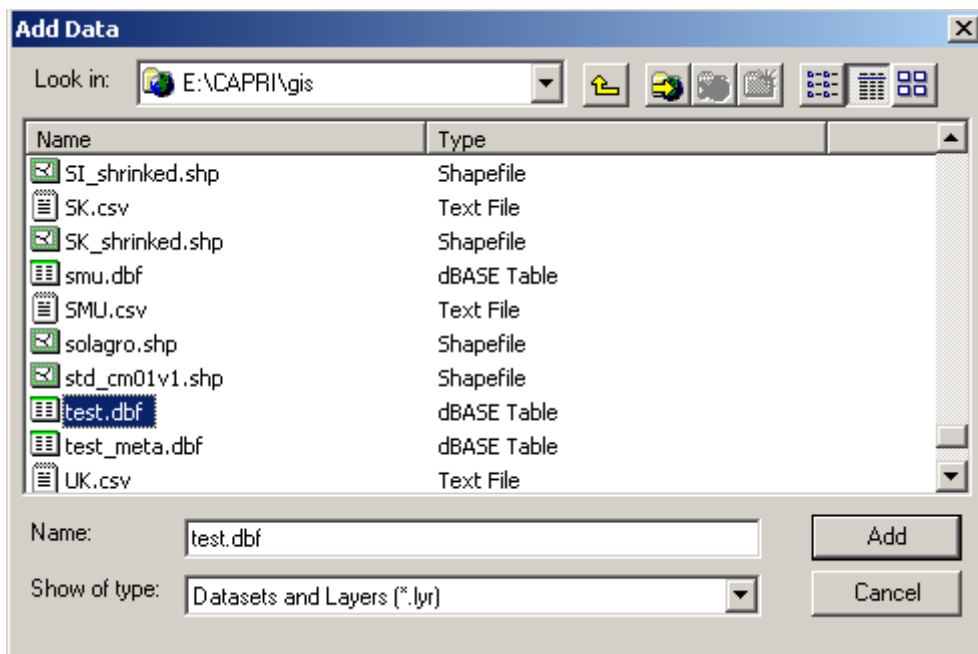 Add Data
Look in: E:\CAPRI\gis
Name Type
SI_shrinked.shp Shapefile
SK.csv Text File
SK_shrinked.shp Shapefile
smu.dbf dBASE Table
SMU.csv Text File
solagro.shp Shapefile
std_cm01v1.shp Shapefile
test.dbf dBASE Table
test_meta.dbf dBASE Table
UK.csv Text File
Name: test.dbf Add
Show of type: Datasets and Layers (*.lyr) Cancel